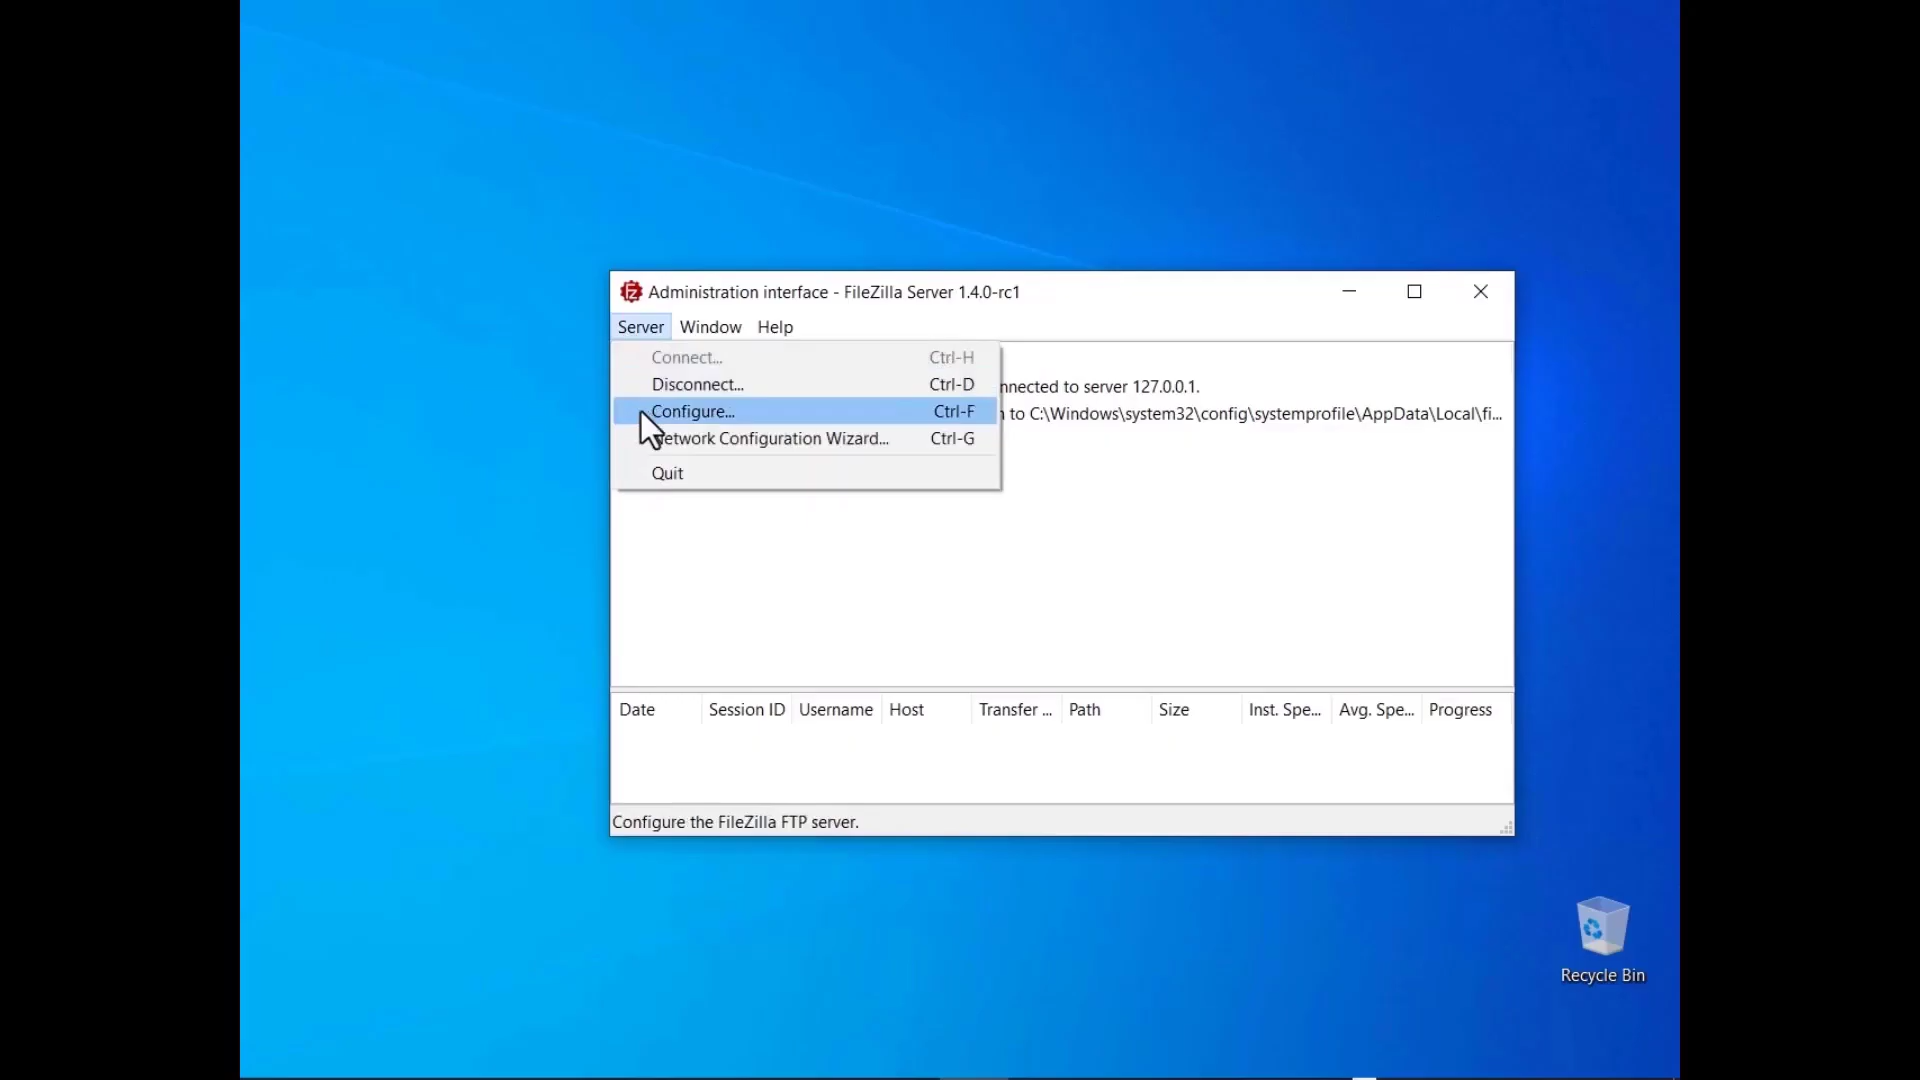 Administration interface - FileZilla Server 1.4.0-rc1
Server Window Help
Connect... Ctrl-H
Disconnect... Ctrl-D
nnected to server 127.0.0.1.
Configure... Ctrl-F
to C:\Windows\system32\config\systemprofile\AppData\Local\fi...
etwork Configuration Wizard... Ctrl-G
Quit
Date Session ID Username Host Transfer ... Path Size Inst. Spe... Avg. Spe... Progress
Configure the FileZilla FTP server.
Recycle Bin